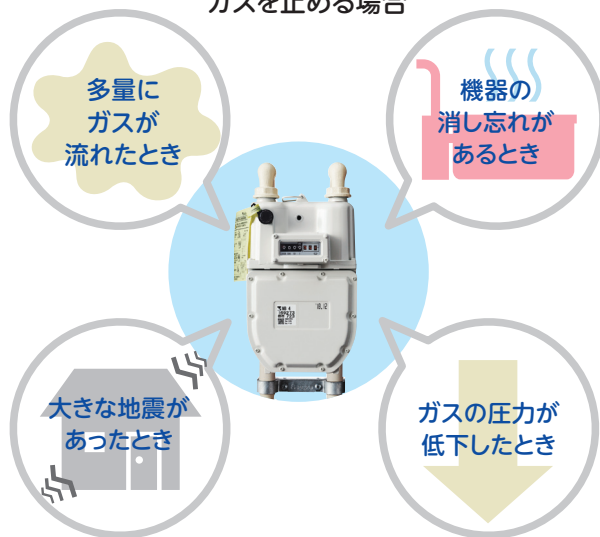 ガスを止める場合
多量に
ガスが
流れたとき
機器の
消し忘れが
あるとき
大きな地震が
あったとき
ガスの圧力が
低下したとき